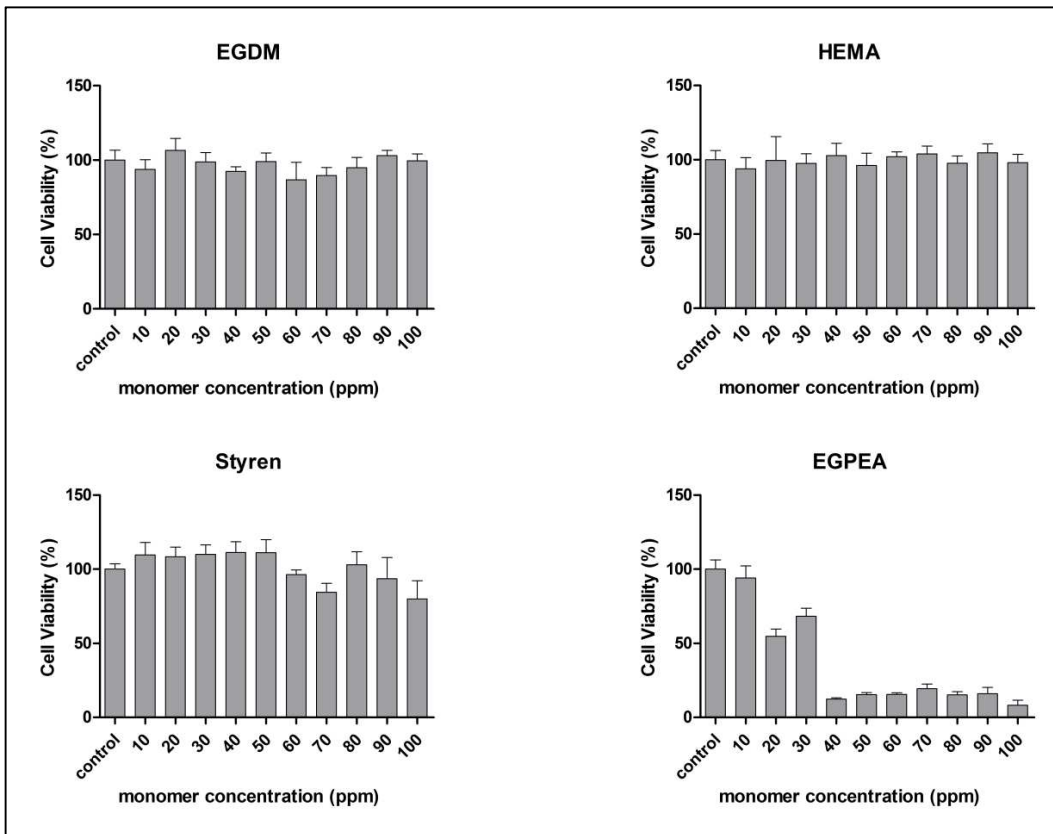 EGDM
Cell Viability (%)
150
100
50
0
control 10 20 30 40 50 60 70 80 90 100
monomer concentration (ppm)
HEMA
Cell Viability (%)
150
100
50
0
control 10 20 30 40 50 60 70 80 90 100
monomer concentration (ppm)
Styren
Cell Viability (%)
150
100
50
0
control 10 20 30 40 50 60 70 80 90 100
monomer concentration (ppm)
EGPEA
Cell Viability (%)
150
100
50
0
control 10 20 30 40 50 60 70 80 90 100
monomer concentration (ppm)